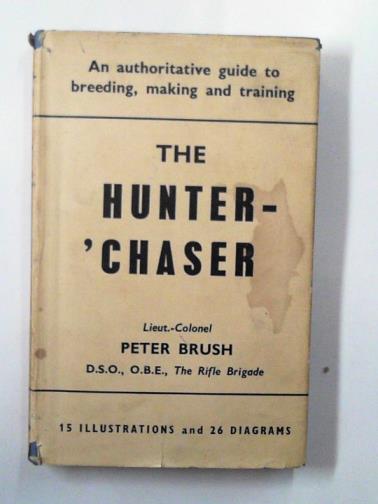 An authoritative guide to
breeding, making and training
THE
HUNTER-
'CHASER
Lieut.-Colonel
PETER BRUSH
D.S.O., O.B.E., The Rifle Brigade
15 ILLUSTRATIONS and 26 DIAGRAMS